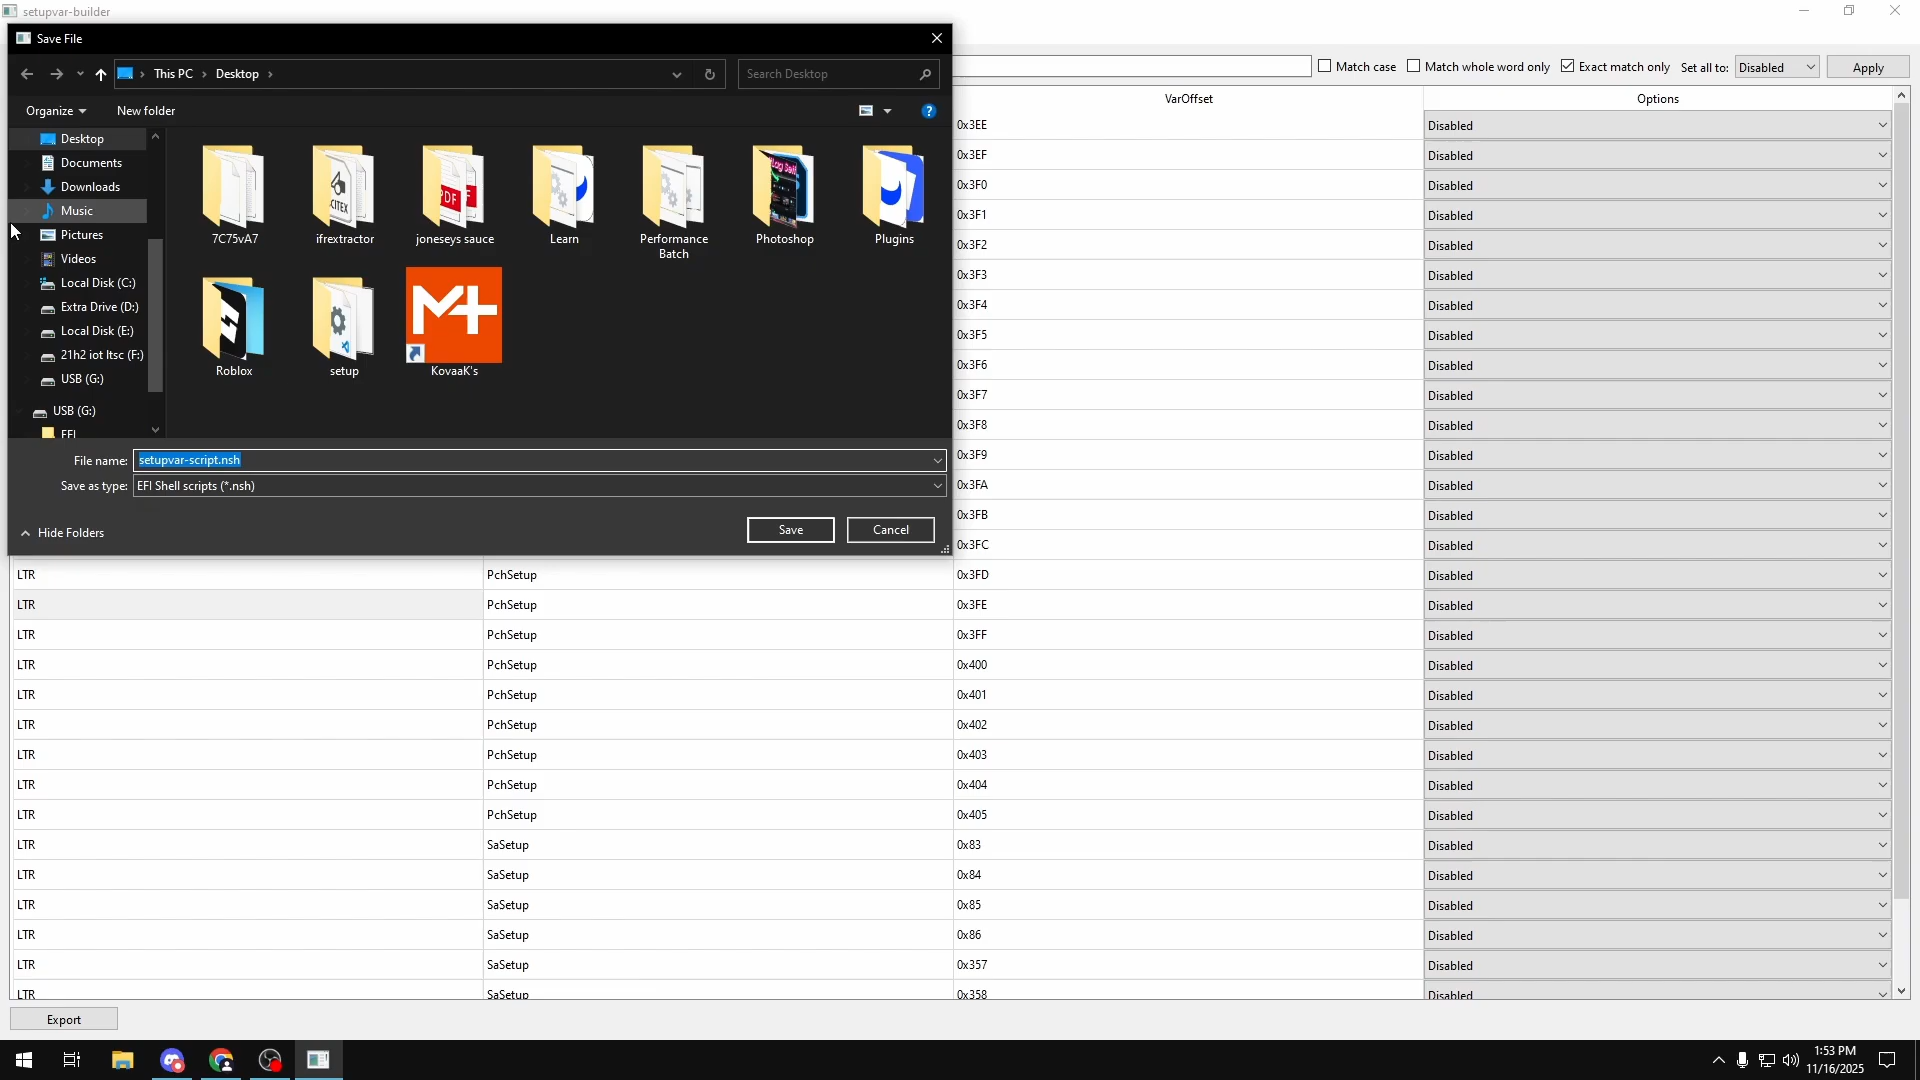 setupvar-builder
Save File
This PC
Desktop
Search Desktop
Match case
Match whole word only
Exact match only
Set all to:
Disabled
Apply
Organize
New folder
Desktop
Documents
Downloads
Music
Pictures
Videos
Local Disk (C:)
Extra Drive (D:)
Local Disk (E:)
21h2 iot ltsc (F:)
USB (G:)
USB (G:)
EFI
7C75vA7
ifrextractor
joneseys sauce
Learn
Performance
Batch
Photoshop
Plugins
Roblox
setup
KovaaK's
File name: setupvar-script.nsh
Save as type: EFI Shell scripts (*.nsh)
Hide Folders
Save
Cancel
VarOffset Options
0x3EE Disabled
0x3EF Disabled
0x3F0 Disabled
0x3F1 Disabled
0x3F2 Disabled
0x3F3 Disabled
0x3F4 Disabled
0x3F5 Disabled
0x3F6 Disabled
0x3F7 Disabled
0x3F8 Disabled
0x3F9 Disabled
0x3FA Disabled
0x3FB Disabled
0x3FC Disabled
LTR PchSetup 0x3FD Disabled
LTR PchSetup 0x3FE Disabled
LTR PchSetup 0x3FF Disabled
LTR PchSetup 0x400 Disabled
LTR PchSetup 0x401 Disabled
LTR PchSetup 0x402 Disabled
LTR PchSetup 0x403 Disabled
LTR PchSetup 0x404 Disabled
LTR PchSetup 0x405 Disabled
LTR SaSetup 0x83 Disabled
LTR SaSetup 0x84 Disabled
LTR SaSetup 0x85 Disabled
LTR SaSetup 0x86 Disabled
LTR SaSetup 0x357 Disabled
LTR SaSetup 0x358 Disabled
Export
1:53 PM
11/16/2025